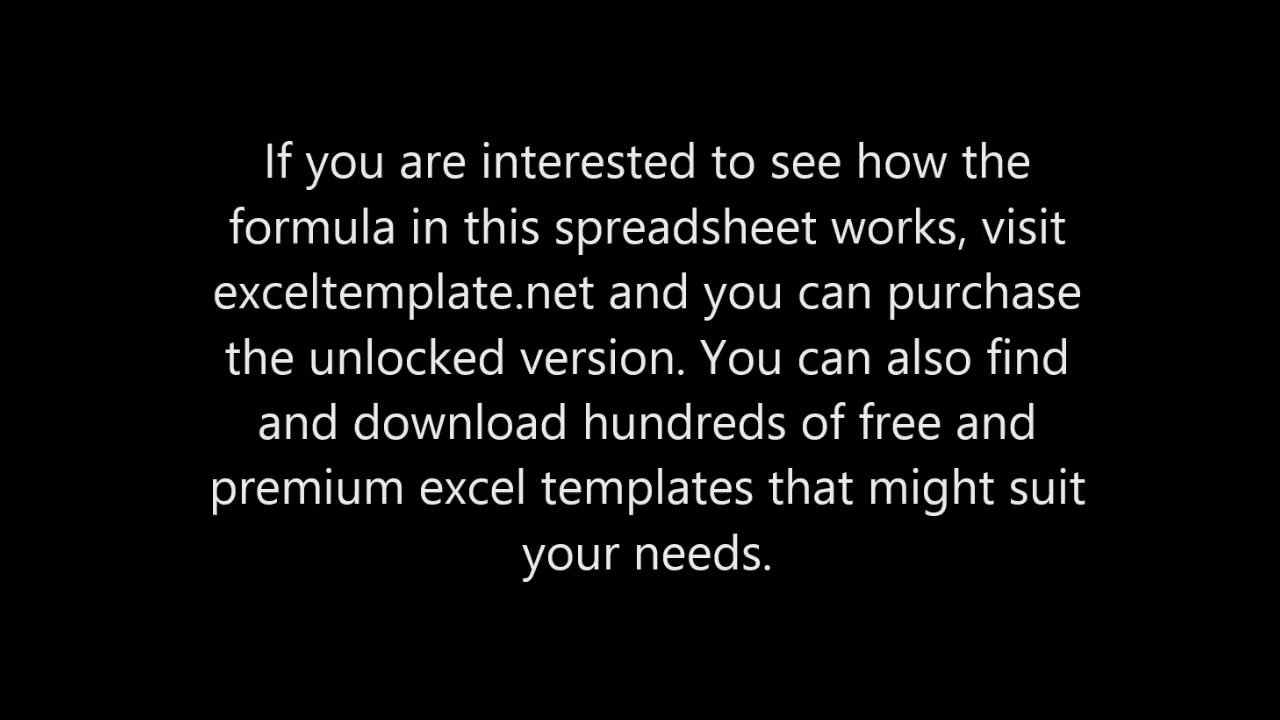 If you are interested to see how the
formula in this spreadsheet works, visit
exceltemplate.net and you can purchase
the unlocked version. You can also find
and download hundreds of free and
premium excel templates that might suit
your needs.